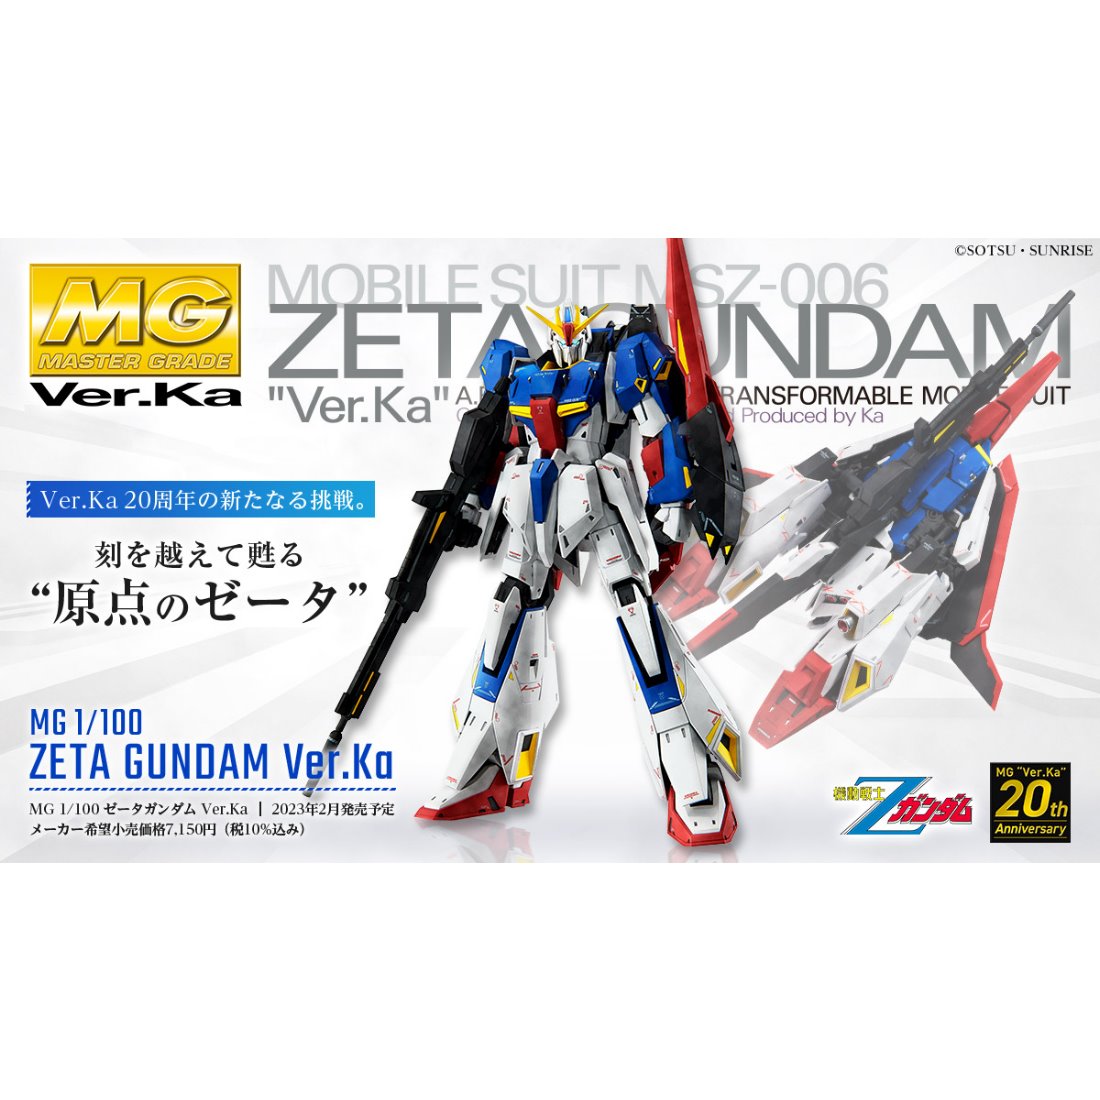 ©SOTSU・SUNRISE
MG
MASTER GRADE
Ver.Ka
MOBILE SUIT MSZ-006
ZETA GUNDAM
"Ver.Ka"
TRANSFORMABLE MOBILE SUIT
Produced by Ka
Ver.Ka 20周年の新たなる挑戦。
刻を越えて甦る
“原点のゼータ”
MG 1/100
ZETA GUNDAM Ver.Ka
MG 1/100 ゼータガンダム Ver.Ka | 2023年2月発売予定
メーカー希望小売価格7,150円（税10%込み）
機動戦士
Zガンダム
MG "Ver.Ka"
20th
Anniversary